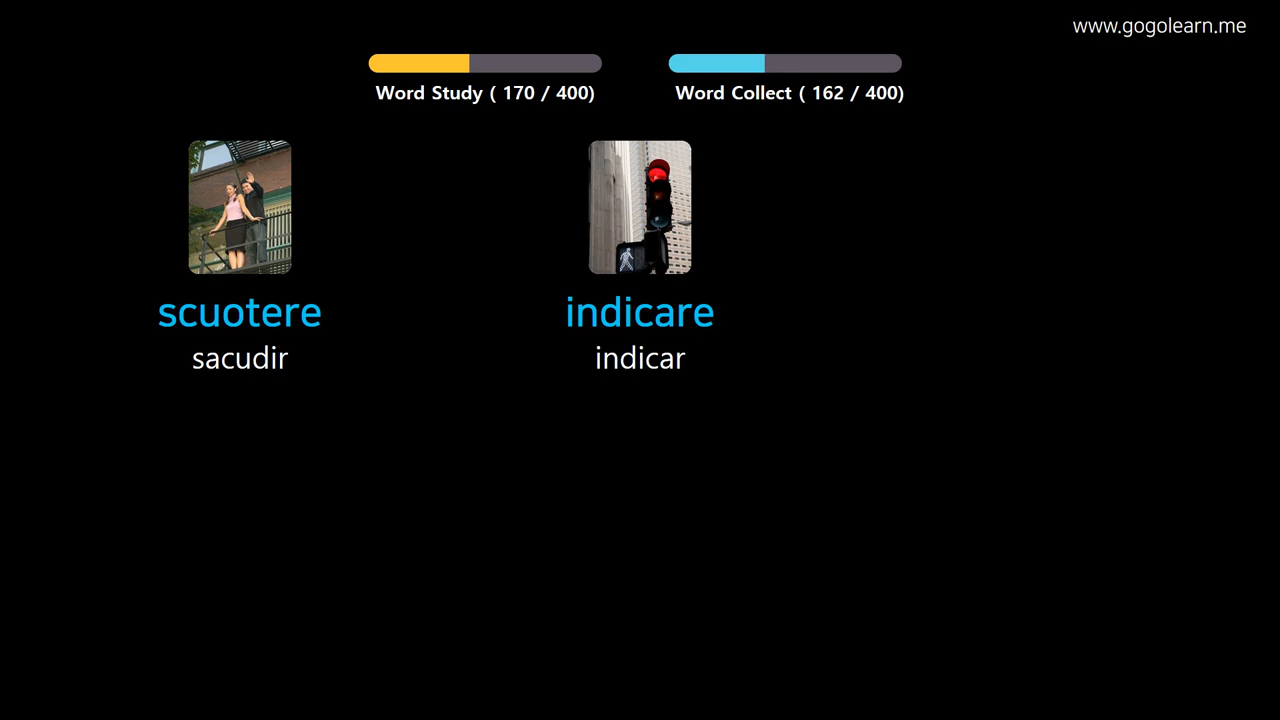 www.gogolearn.me
Word Study ( 170 / 400)
Word Collect ( 162 / 400)
scuotere
sacudir
indicare
indicar